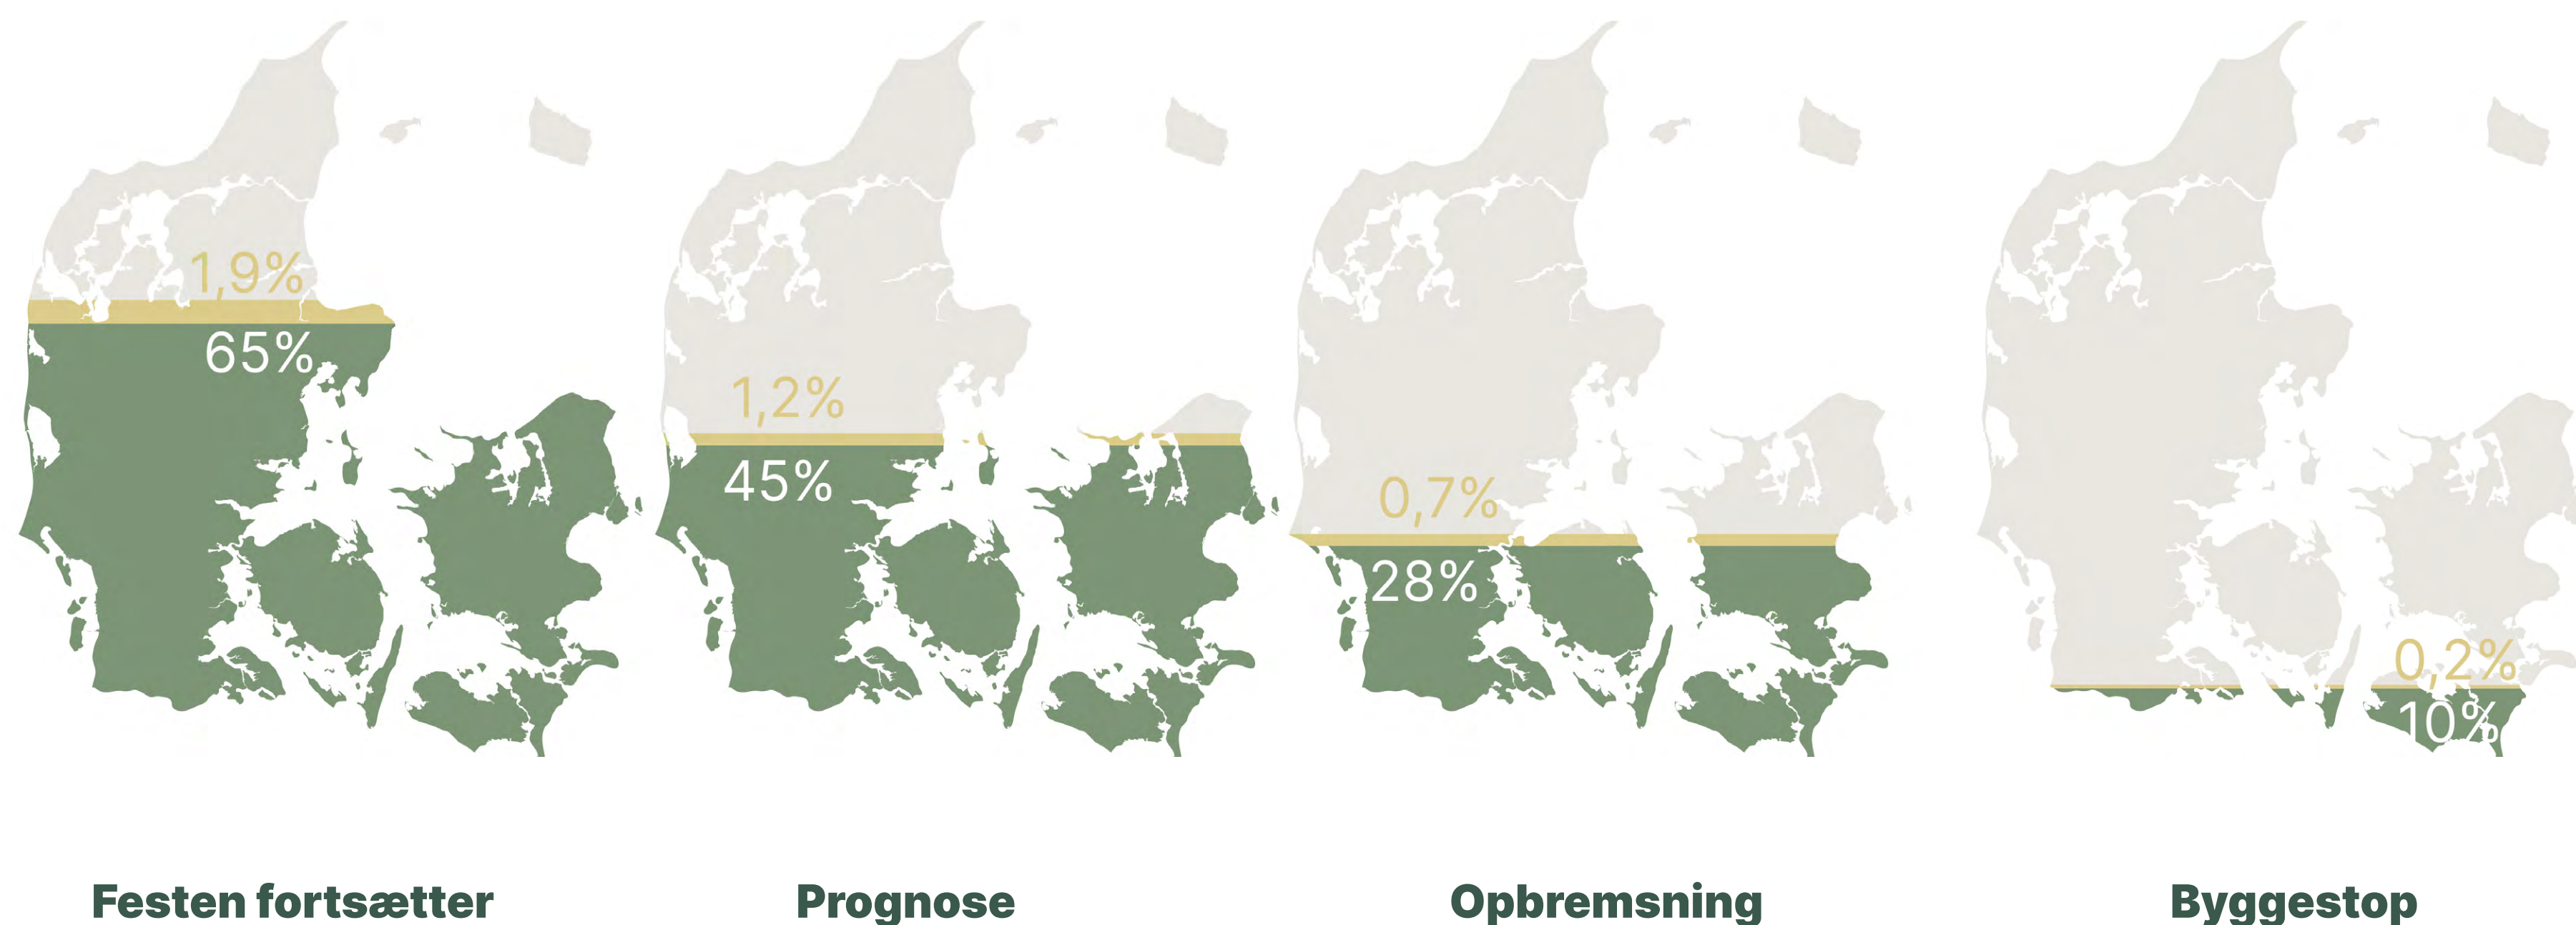 1,9%
65%
1,2%
45%
0,7%
28%
0,2%
10%
Festen fortsætter
Prognose
Opbremsning
Byggestop